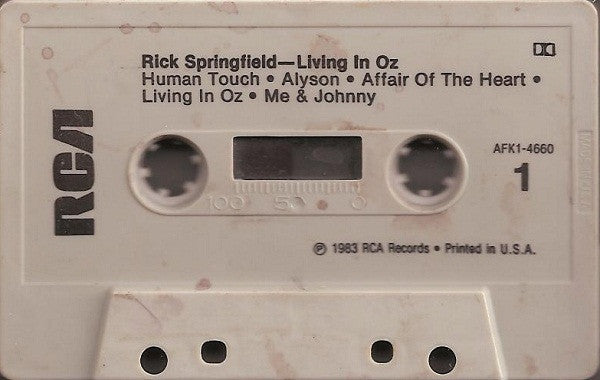 Rick Springfield—Living In Oz
Human Touch • Alyson • Affair Of The Heart •
Living In Oz • Me & Johnny
RCA
AFK1-4660
1
100 50 0
℗ 1983 RCA Records • Printed in U.S.A.